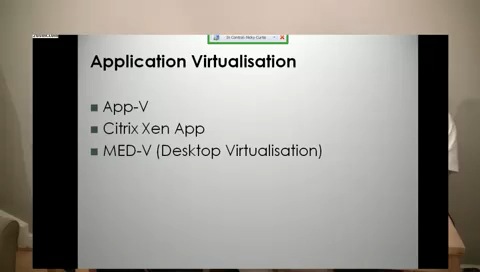 Application Virtualisation
App-V
Citrix Xen App
MED-V (Desktop Virtualisation)